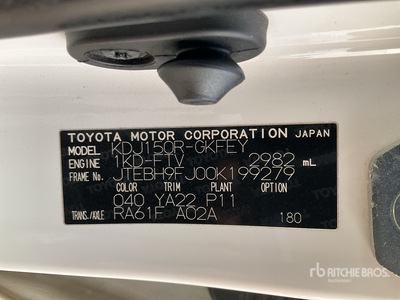 TOYOTA MOTOR CORPORATION JAPAN
MODEL KDJ150R-GKFEY
ENGINE 1KD-FTV 2982 mL
FRAME No. JTEBH9FJ00K199279
COLOR TRIM PLANT OPTION
040 YA22 P11
TRANS./AXLE RA61F A02A 180
rb RITCHIE BROS.